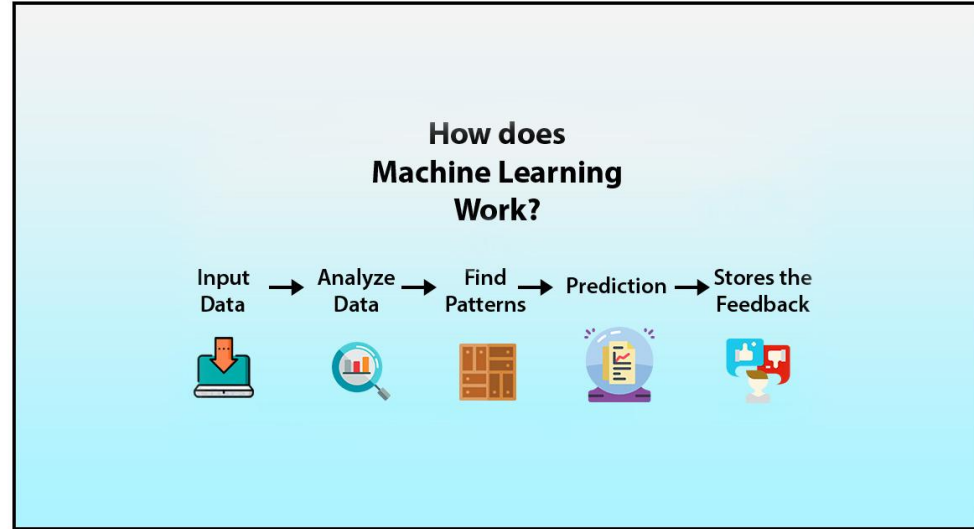 How does
Machine Learning
Work?
Input
Data
Analyze
Data
Find
Patterns
Prediction
Stores the
Feedback